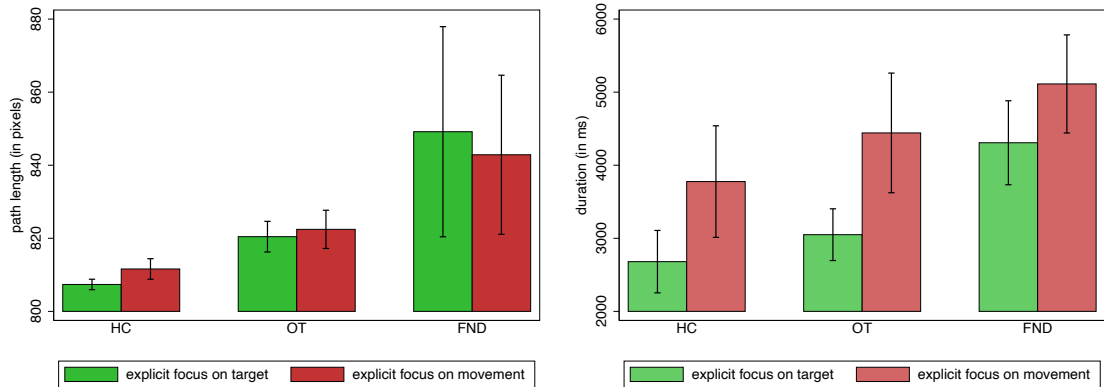 path length (in pixels)
880
860
840
820
800
HC
OT
FND
explicit focus on target
explicit focus on movement
duration (in ms)
6000
5000
4000
3000
2000
HC
OT
FND
explicit focus on target
explicit focus on movement